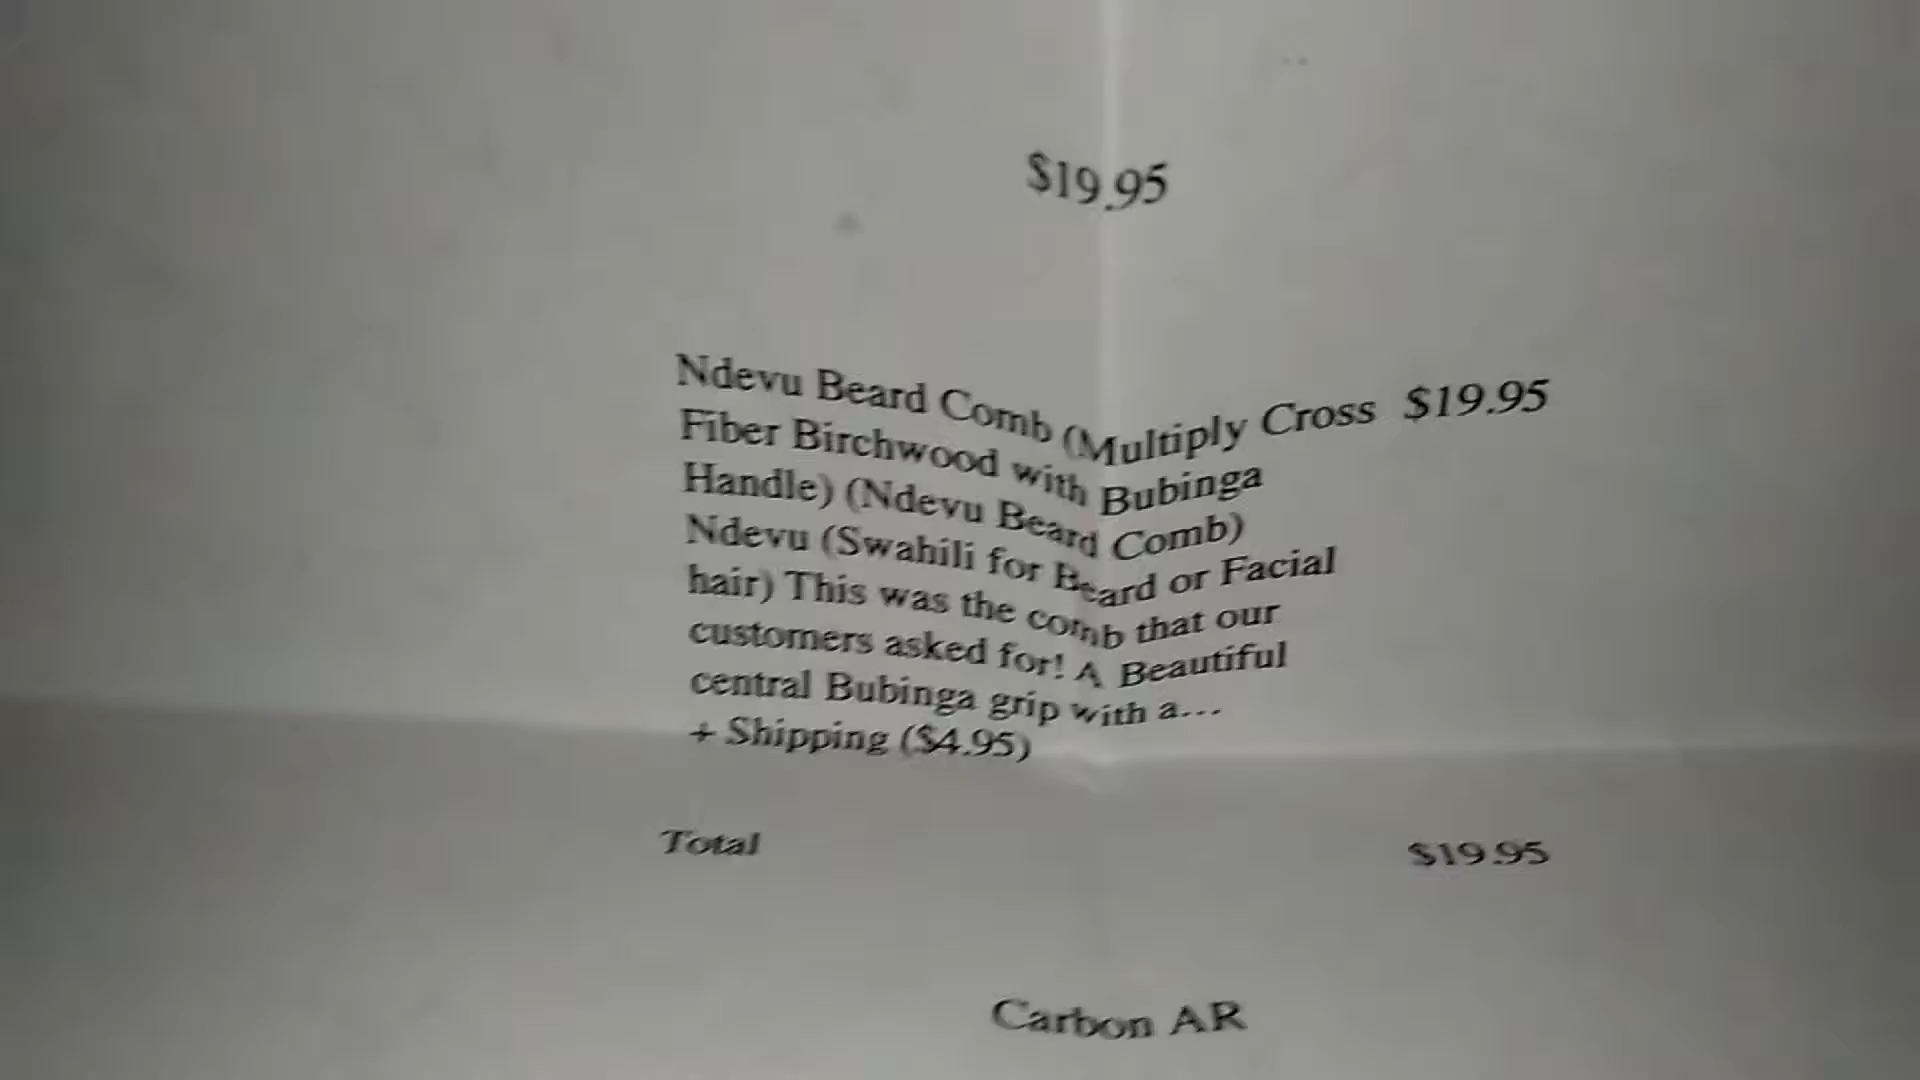 $19.95
Ndevu Beard Comb (Multiply Cross $19.95
Fiber Birchwood with Bubinga
Handle) (Ndevu Beard Comb)
Ndevu (Swahili for Beard or Facial
hair) This was the comb that our
customers asked for! A Beautiful
central Bubinga grip with a...
+ Shipping ($4.95)
Total $19.95
Carbon AR